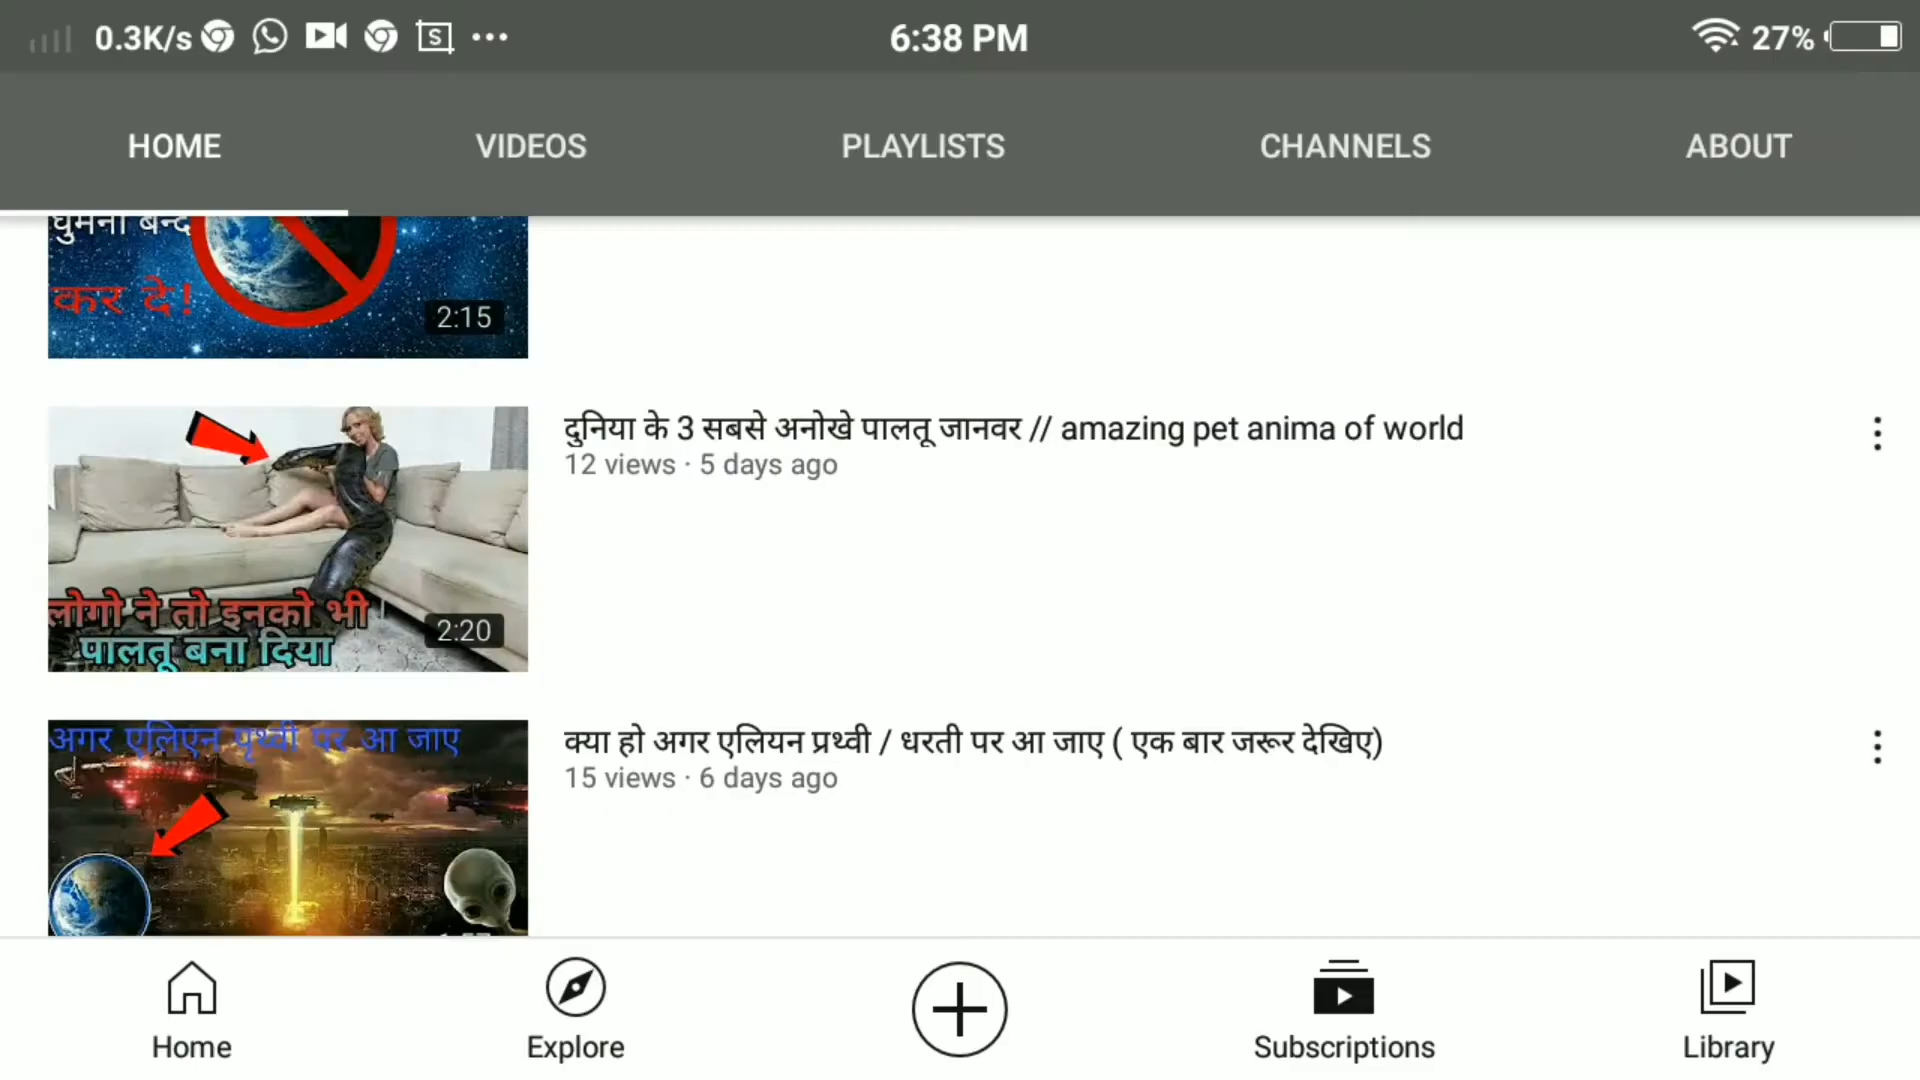 0.3K/s 6:38 PM 27%
HOME VIDEOS PLAYLISTS CHANNELS ABOUT
घुमना बन्द
कर दे!
2:15
दुनिया के 3 सबसे अनोखे पालतू जानवर // amazing pet anima of world
12 views · 5 days ago
लोगो ने तो इनको भी
पालतू बना दिया
2:20
अगर एलिएन पृथ्वी पर आ जाए
क्या हो अगर एलियन प्रथ्वी / धरती पर आ जाए ( एक बार जरूर देखिए)
15 views · 6 days ago
Home Explore Subscriptions Library